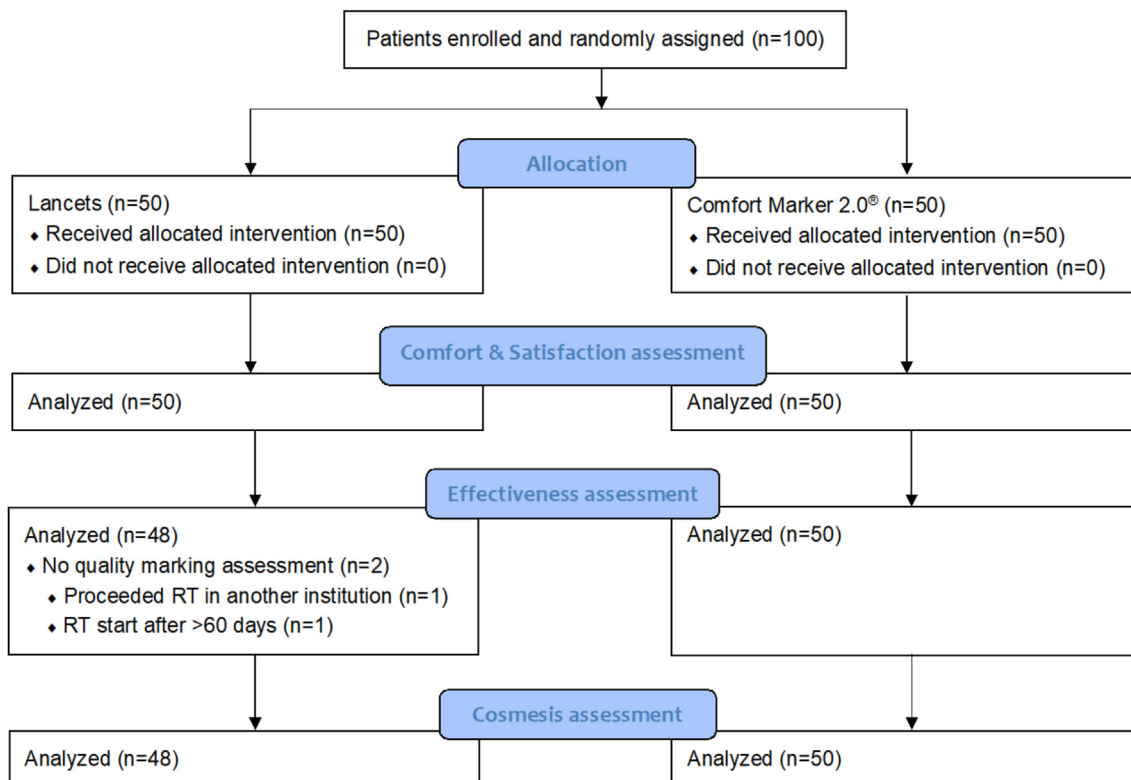 Patients enrolled and randomly assigned (n=100)
Allocation
Lancets (n=50)
⬥ Received allocated intervention (n=50)
⬥ Did not receive allocated intervention (n=0)
Comfort Marker 2.0® (n=50)
⬥ Received allocated intervention (n=50)
⬥ Did not receive allocated intervention (n=0)
Comfort & Satisfaction assessment
Analyzed (n=50)
Analyzed (n=50)
Effectiveness assessment
Analyzed (n=48)
⬥ No quality marking assessment (n=2)
⬥ Proceeded RT in another institution (n=1)
⬥ RT start after >60 days (n=1)
Analyzed (n=50)
Cosmesis assessment
Analyzed (n=48)
Analyzed (n=50)